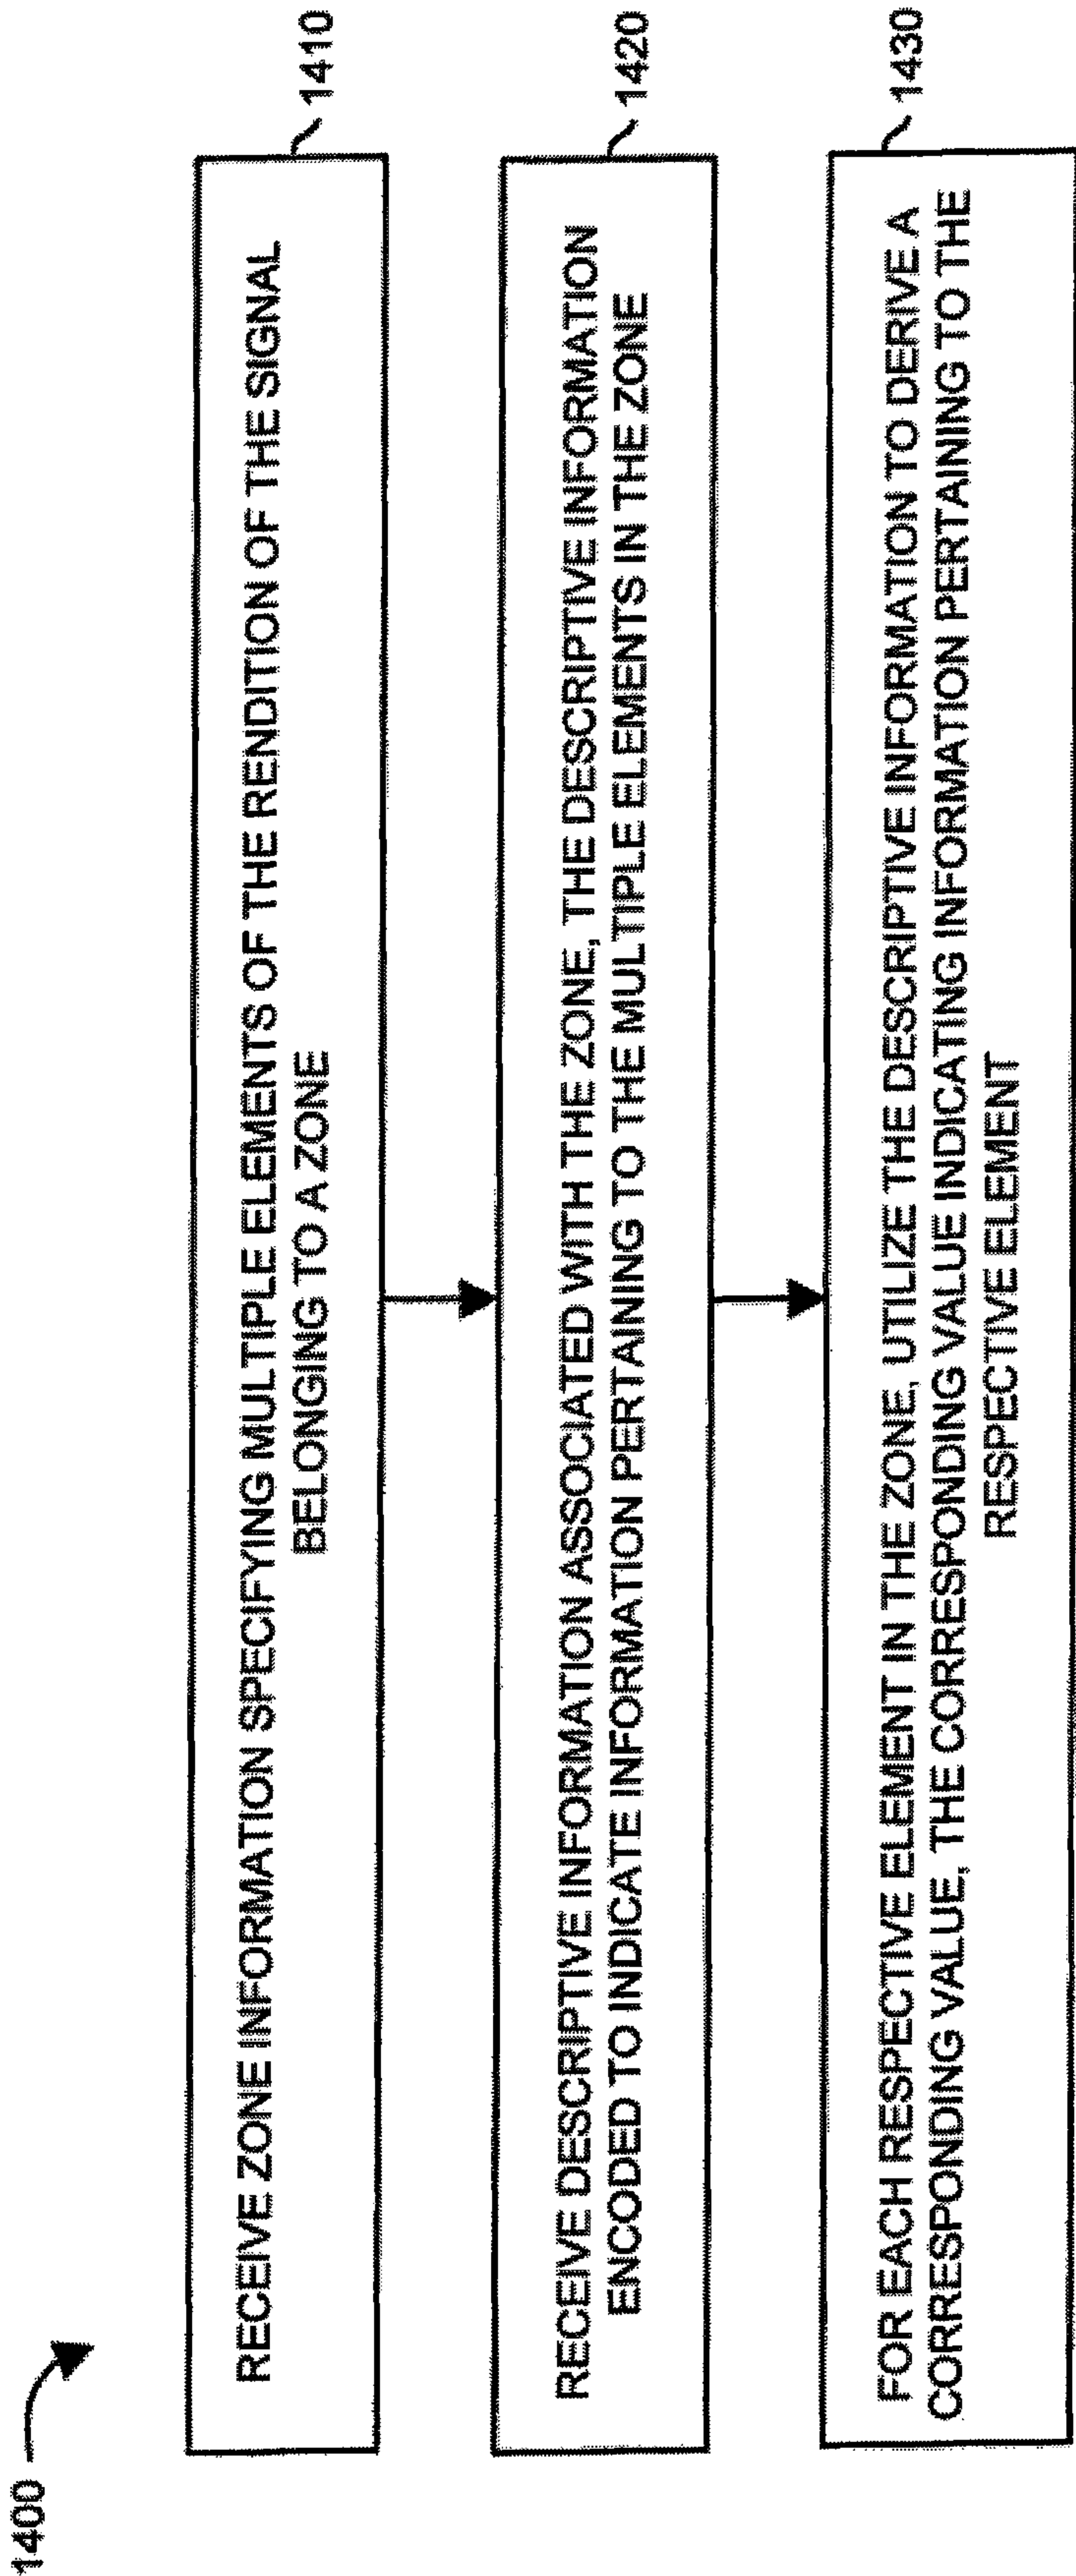 1400
RECEIVE ZONE INFORMATION SPECIFYING MULTIPLE ELEMENTS OF THE RENDITION OF THE SIGNAL
BELONGING TO A ZONE
1410
RECEIVE DESCRIPTIVE INFORMATION ASSOCIATED WITH THE ZONE, THE DESCRIPTIVE INFORMATION
ENCODED TO INDICATE INFORMATION PERTAINING TO THE MULTIPLE ELEMENTS IN THE ZONE
1420
FOR EACH RESPECTIVE ELEMENT IN THE ZONE, UTILIZE THE DESCRIPTIVE INFORMATION TO DERIVE A
CORRESPONDING VALUE, THE CORRESPONDING VALUE INDICATING INFORMATION PERTAINING TO THE
RESPECTIVE ELEMENT
1430